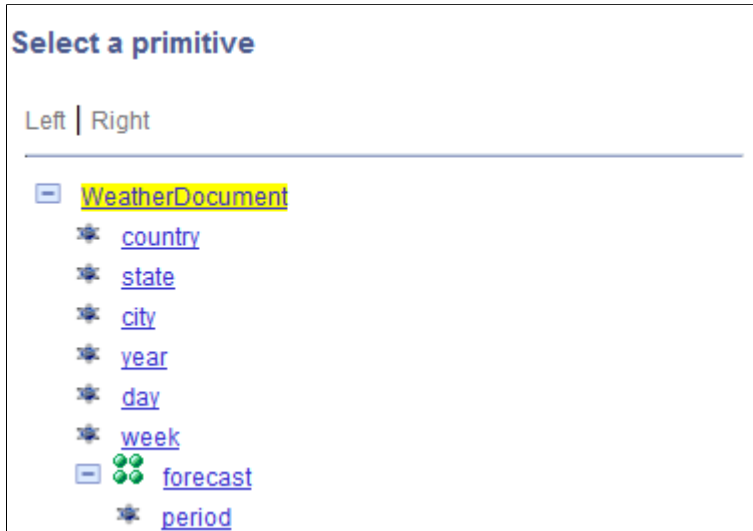 Select a primitive
Left | Right
WeatherDocument
country
state
city
year
day
week
forecast
period